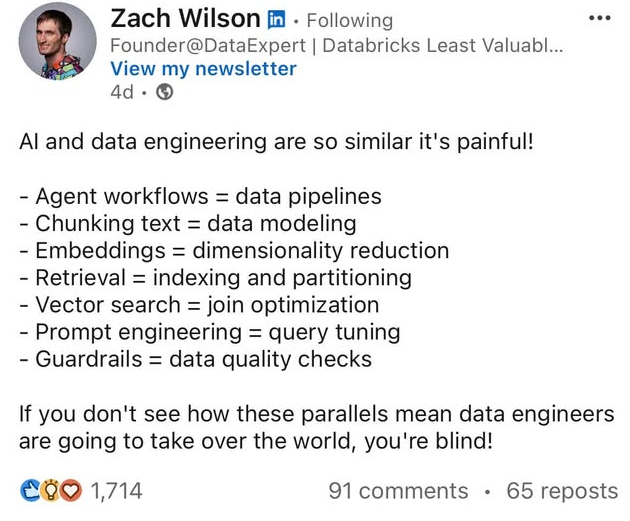 Zach Wilson in • Following
Founder@DataExpert | Databricks Least Valuabl...
View my newsletter
4d •
AI and data engineering are so similar it's painful!
- Agent workflows = data pipelines
- Chunking text = data modeling
- Embeddings = dimensionality reduction
- Retrieval = indexing and partitioning
- Vector search = join optimization
- Prompt engineering = query tuning
- Guardrails = data quality checks
If you don't see how these parallels mean data engineers
are going to take over the world, you're blind!
1,714 91 comments • 65 reposts